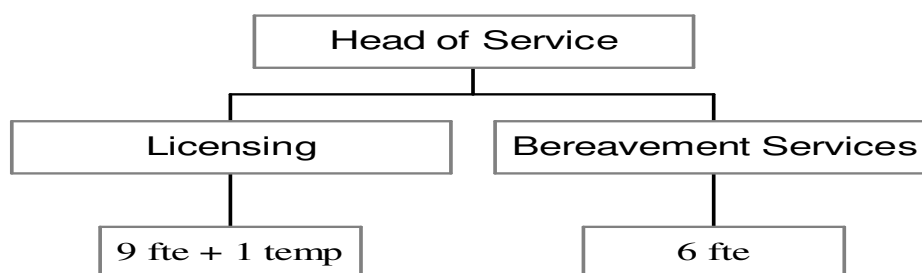 Head of Service
Licensing
Bereavement Services
9 fte + 1 temp
6 fte